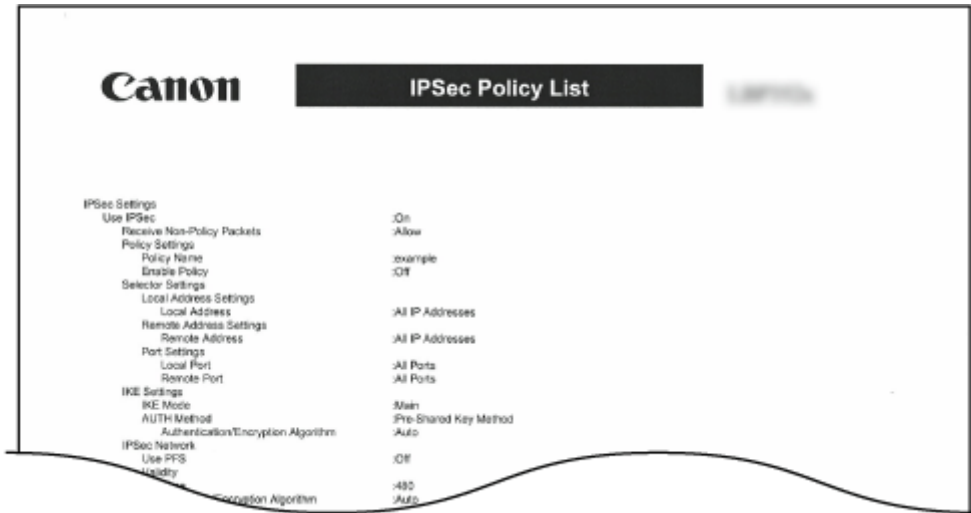 Canon
IPSec Policy List
IPSec Settings
Use IPSec :On
Receive Non-Policy Packets :Allow
Policy Settings
Policy Name :example
Enable Policy :Off
Selector Settings
Local Address Settings
Local Address :All IP Addresses
Remote Address Settings
Remote Address :All IP Addresses
Port Settings
Local Port :All Ports
Remote Port :All Ports
IKE Settings
IKE Mode :Main
AUTH Method :Pre-Shared Key Method
Authentication/Encryption Algorithm :Auto
IPSec Network
Use PFS :Off
Validity
:480
/Encryption Algorithm :Auto